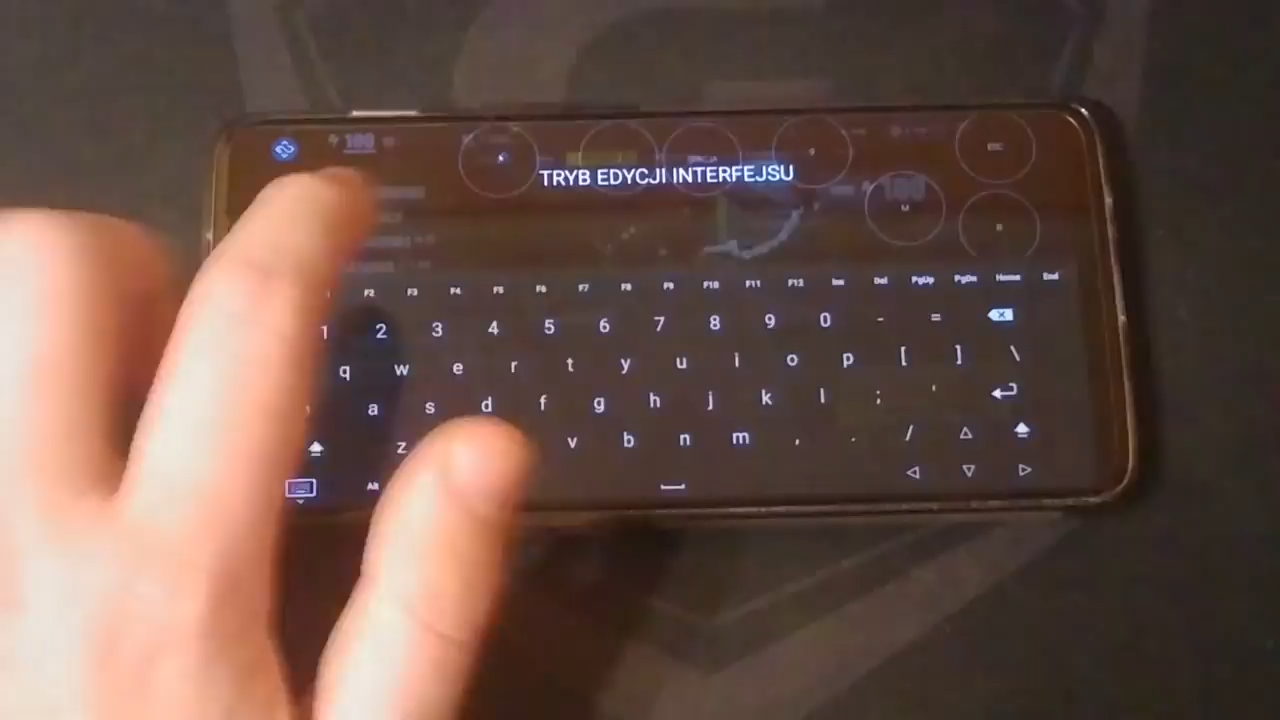 100
ESC
TRYB EDYCJI INTERFEJSU
M
F2 F3 F4 F5 F6 F7 F8 F9 F10 F11 F12 Ins Del PgUp PgDn Home End
1 2 3 4 5 6 7 8 9 0 - =
q w e r t y u i o p [ ] \
a s d f g h j k l ; '
z v b n m , . /
Alt